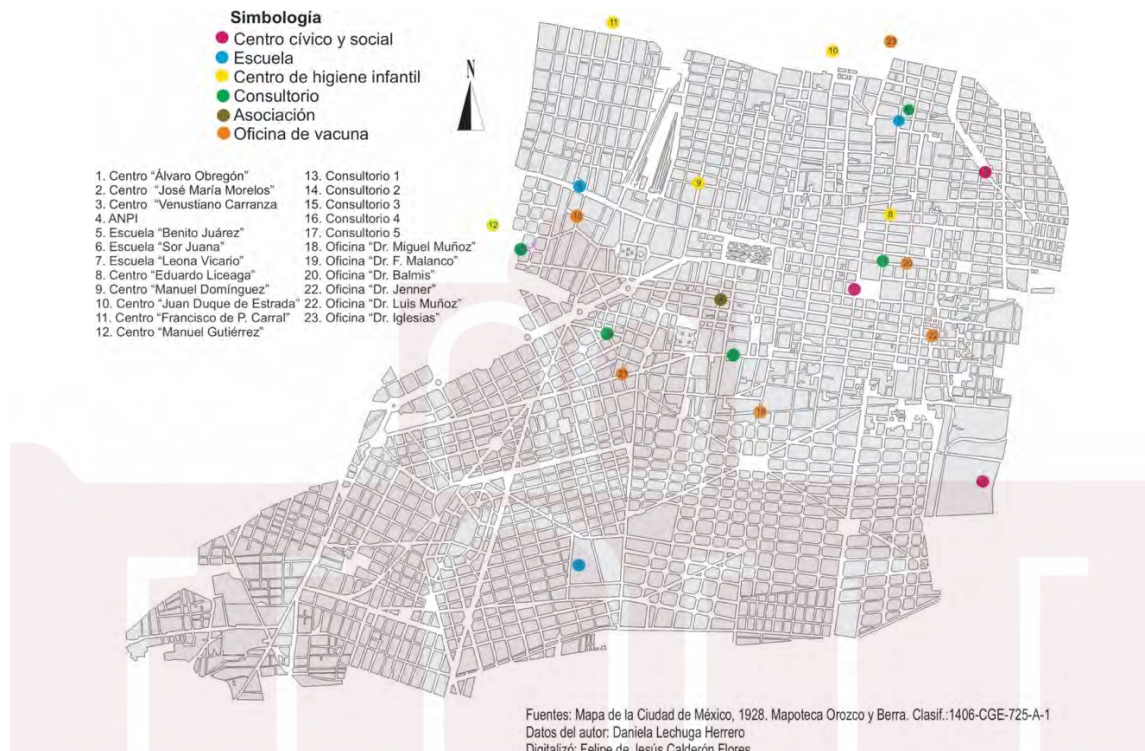 Simbología
Centro cívico y social
Escuela
Centro de higiene infantil
Consultorio
Asociación
Oficina de vacuna
N
1. Centro "Álvaro Obregón"
2. Centro "José María Morelos"
3. Centro "Venustiano Carranza
4. ANPI
5. Escuela "Benito Juárez"
6. Escuela "Sor Juana"
7. Escuela "Leona Vicario"
8. Centro "Eduardo Liceaga"
9. Centro "Manuel Domínguez"
10. Centro "Juan Duque de Estrada"
11. Centro "Francisco de P. Carral"
12. Centro "Manuel Gutiérrez"
13. Consultorio 1
14. Consultorio 2
15. Consultorio 3
16. Consultorio 4
17. Consultorio 5
18. Oficina "Dr. Miguel Muñoz"
19. Oficina "Dr. F. Malanco"
20. Oficina "Dr. Balmis"
22. Oficina "Dr. Jenner"
22. Oficina "Dr. Luis Muñoz"
23. Oficina "Dr. Iglesias"
11
23
10
9
12
8
20
22
21
18
Fuentes: Mapa de la Ciudad de México, 1928. Mapoteca Orozco y Berra. Clasif.:1406-CGE-725-A-1
Datos del autor: Daniela Lechuga Herrero
Digitalizó: Felipe de Jesús Calderón Flores